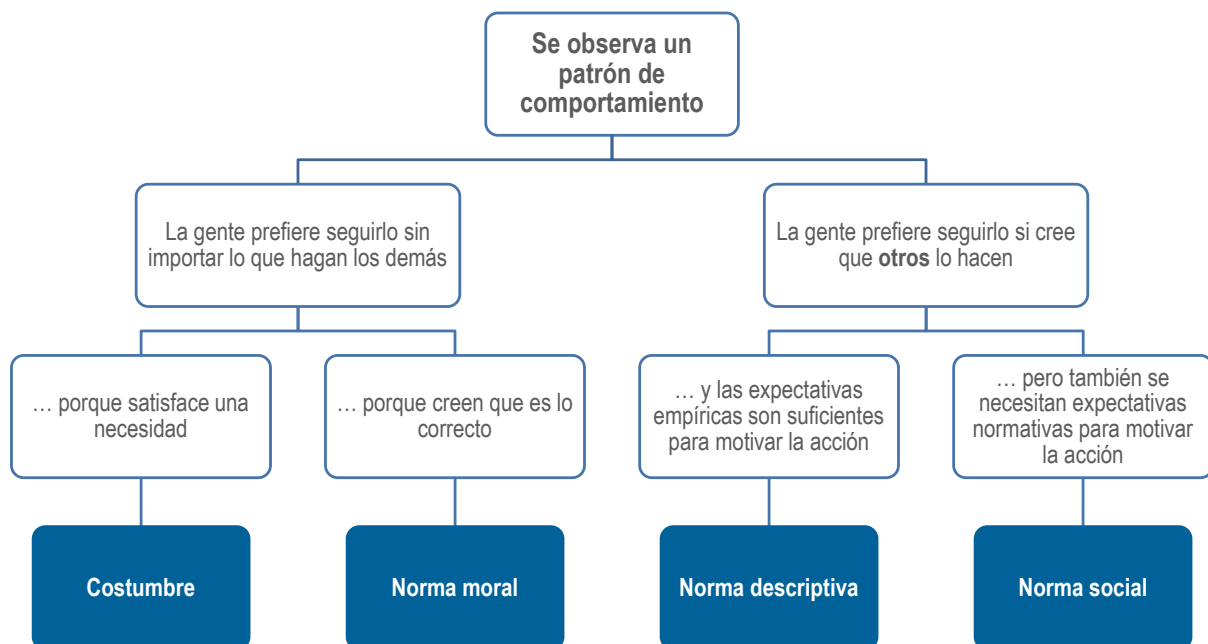 Se observa un
patrón de
comportamiento
La gente prefiere seguirlo sin
importar lo que hagan los demás
La gente prefiere seguirlo si cree
que otros lo hacen
… porque satisface una
necesidad
… porque creen que es lo
correcto
… y las expectativas
empíricas son suficientes
para motivar la acción
… pero también se
necesitan expectativas
normativas para motivar
la acción
Costumbre
Norma moral
Norma descriptiva
Norma social